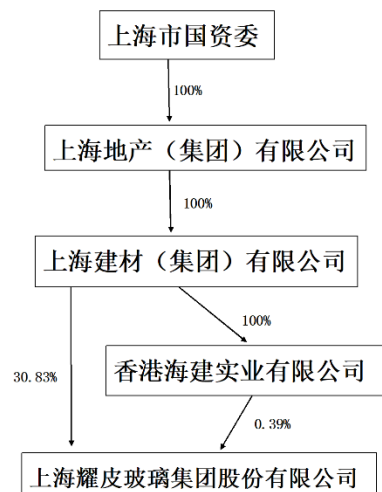 上海市国资委
100%
上海地产（集团）有限公司
100%
上海建材（集团）有限公司
100%
30.83%
香港海建实业有限公司
0.39%
上海耀皮玻璃集团股份有限公司